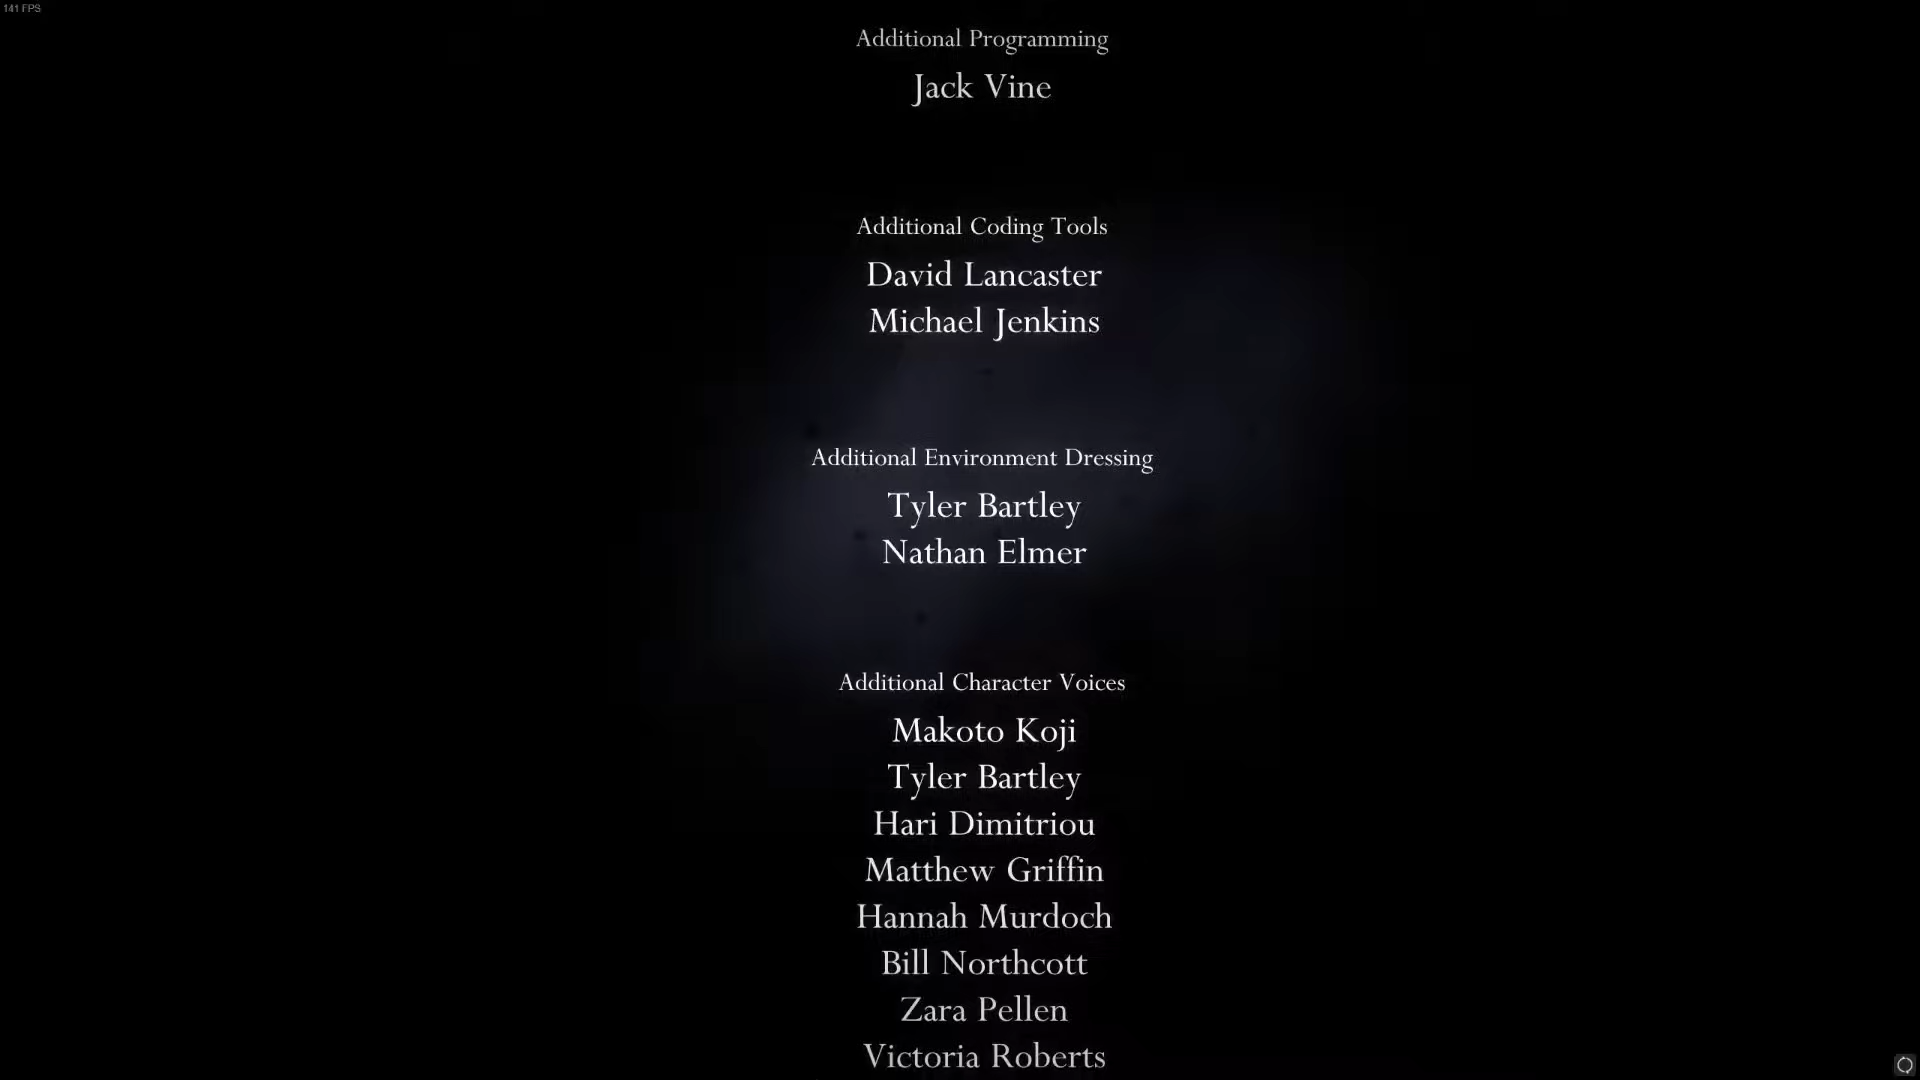 141 FPS
Additional Programming
Jack Vine
Additional Coding Tools
David Lancaster
Michael Jenkins
Additional Environment Dressing
Tyler Bartley
Nathan Elmer
Additional Character Voices
Makoto Koji
Tyler Bartley
Hari Dimitriou
Matthew Griffin
Hannah Murdoch
Bill Northcott
Zara Pellen
Victoria Roberts